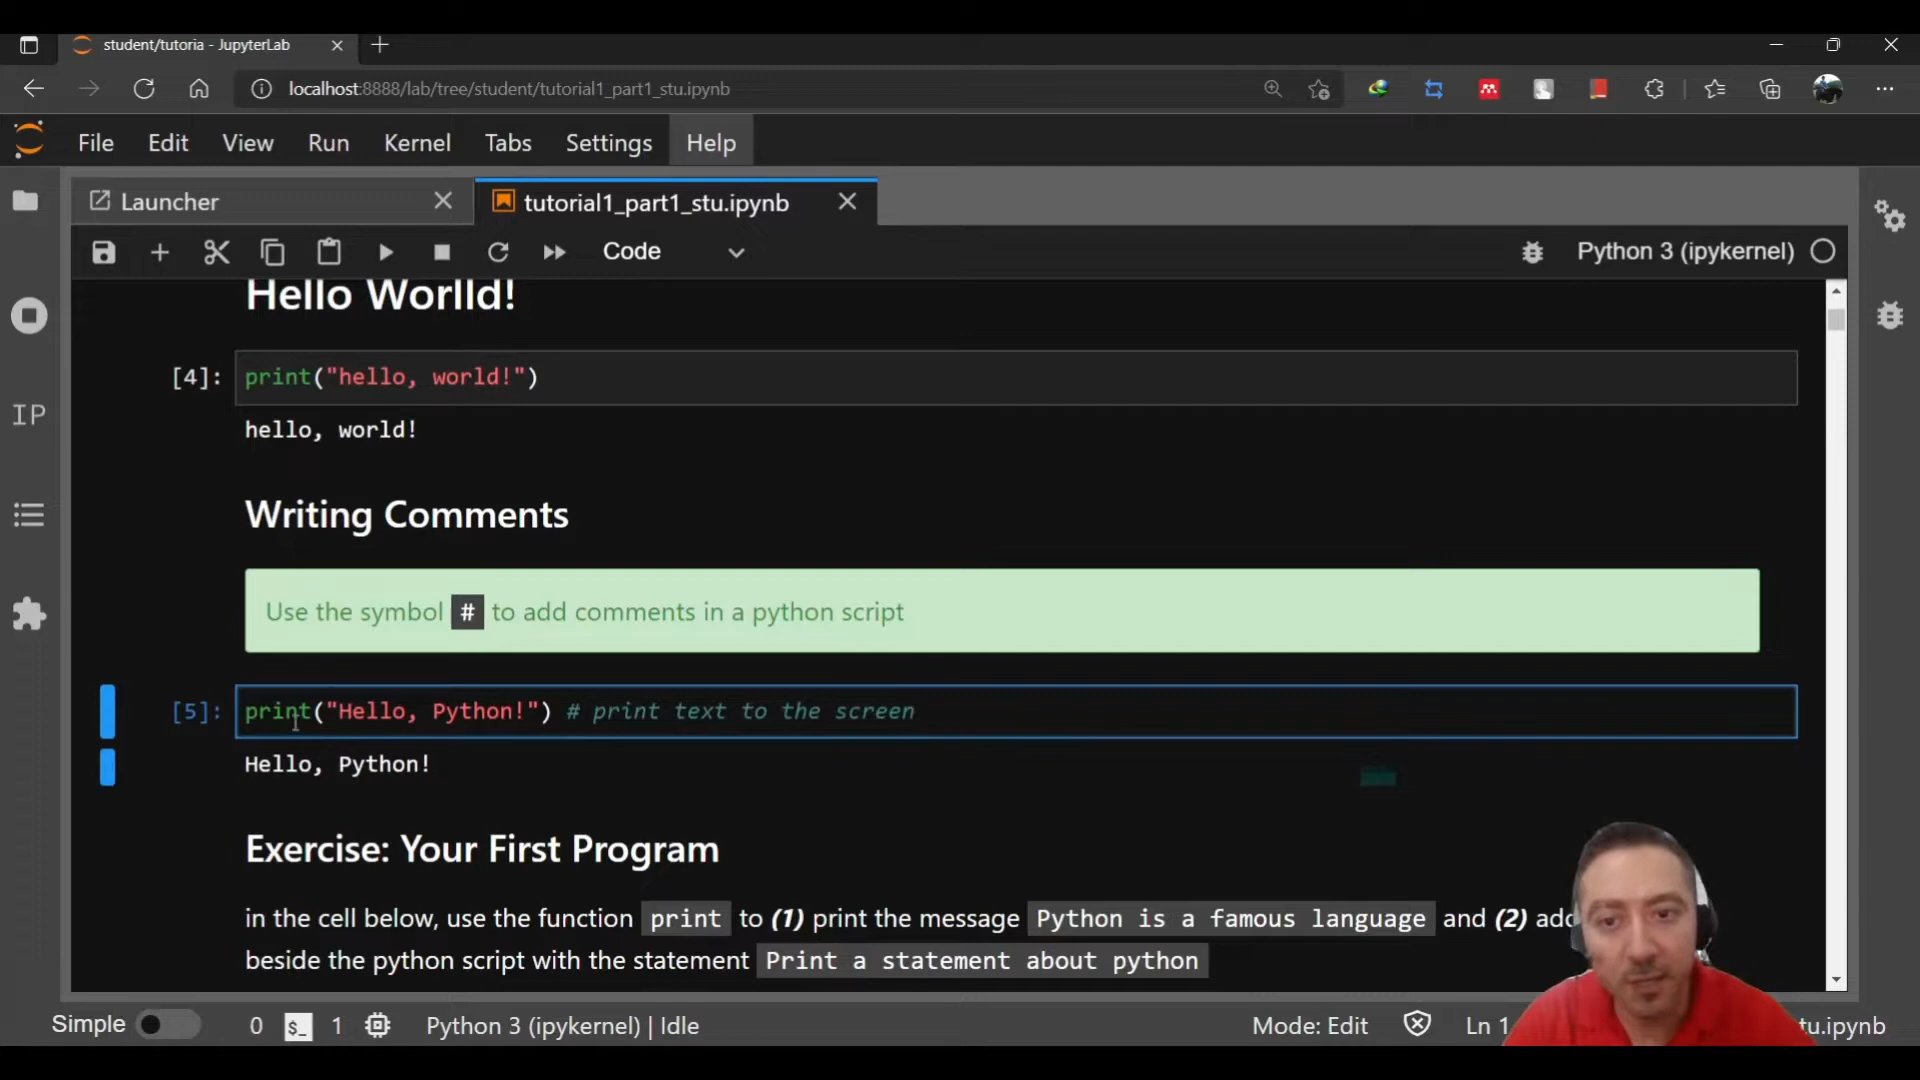 student/tutoria - JupyterLab
localhost:8888/lab/tree/student/tutorial1_part1_stu.ipynb
File Edit View Run Kernel Tabs Settings Help
Launcher
tutorial1_part1_stu.ipynb
Code
Python 3 (ipykernel)
Hello Worlld!
[4]: print("hello, world!")
hello, world!
IP
Writing Comments
Use the symbol # to add comments in a python script
[5]: print("Hello, Python!") # print text to the screen
Hello, Python!
Exercise: Your First Program
in the cell below, use the function print to (1) print the message Python is a famous language and (2) add
beside the python script with the statement Print a statement about python
Simple 0 $_ 1 Python 3 (ipykernel) | Idle Mode: Edit Ln 1 tu.ipynb